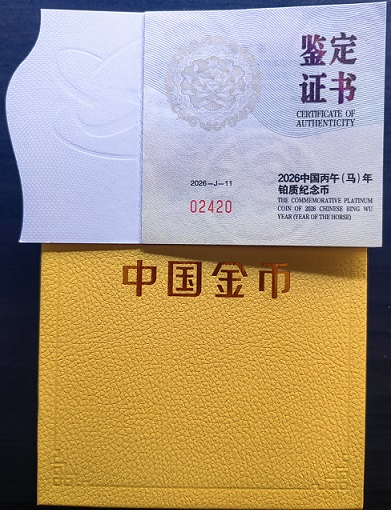 鉴定
证书
CERTIFICATE OF
AUTHENTICITY
2026-J-11
02420
2026中国丙午(马)年
铂质纪念币
THE COMMEMORATIVE PLATINUM
COIN OF 2026 CHINESE BING WU
YEAR (YEAR OF THE HORSE)
中国金币